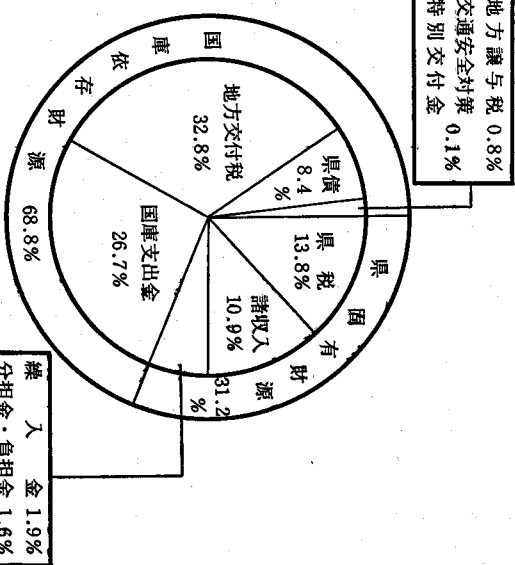 地方譲与税 0.8%
交通安全対策
特別交付金 0.1%
国庫依存財源 68.8%
県固有財源 31.2%
地方交付税
32.8%
県債
8.4%
県税
13.8%
諸収入
10.9%
国庫支出金
26.7%
繰入金 1.9%
分担金・負担金 1.6%